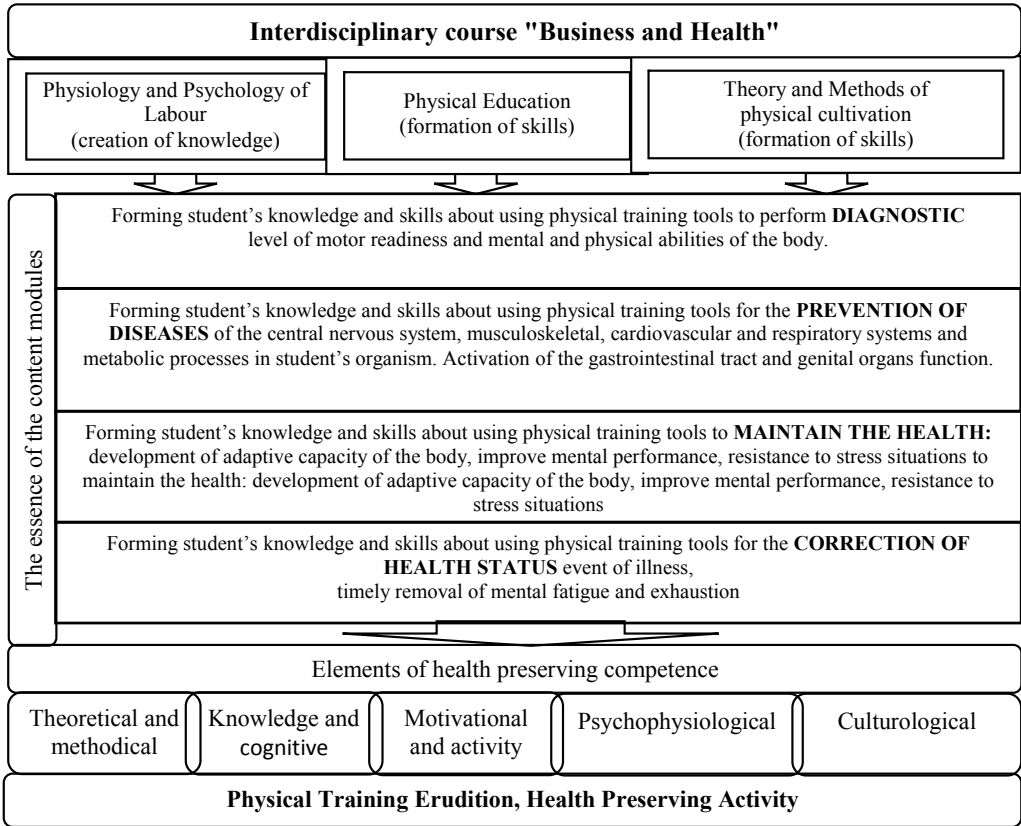 Interdisciplinary course "Business and Health"
Physiology and Psychology of
Labour
(creation of knowledge)
Physical Education
(formation of skills)
Theory and Methods of
physical cultivation
(formation of skills)
The essence of the content modules
Forming student’s knowledge and skills about using physical training tools to perform DIAGNOSTIC
level of motor readiness and mental and physical abilities of the body.
Forming student’s knowledge and skills about using physical training tools for the PREVENTION OF
DISEASES of the central nervous system, musculoskeletal, cardiovascular and respiratory systems and
metabolic processes in student’s organism. Activation of the gastrointestinal tract and genital organs function.
Forming student’s knowledge and skills about using physical training tools to MAINTAIN THE HEALTH:
development of adaptive capacity of the body, improve mental performance, resistance to stress situations to
maintain the health: development of adaptive capacity of the body, improve mental performance, resistance to
stress situations
Forming student’s knowledge and skills about using physical training tools for the CORRECTION OF
HEALTH STATUS event of illness,
timely removal of mental fatigue and exhaustion
Elements of health preserving competence
Theoretical and
methodical
Knowledge and
cognitive
Motivational
and activity
Psychophysiological
Culturological
Physical Training Erudition, Health Preserving Activity